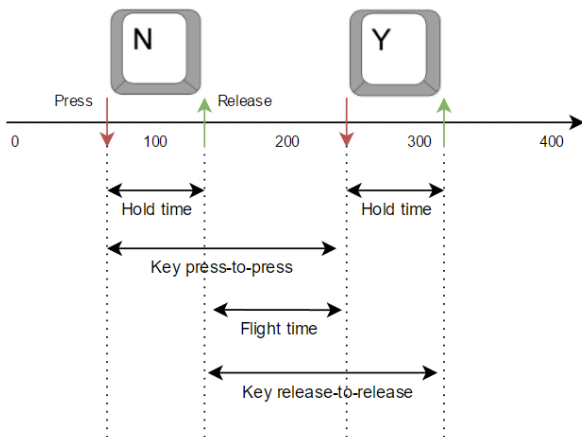 N
Y
Press
Release
0 100 200 300 400
Hold time
Hold time
Key press-to-press
Flight time
Key release-to-release